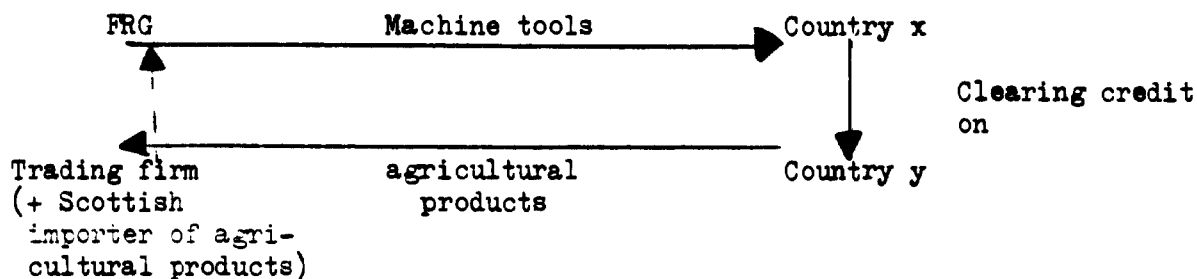 FRG Machine tools Country x
Clearing credit
on
Trading firm agricultural Country y
(+ Scottish products
importer of agri-
cultural products)